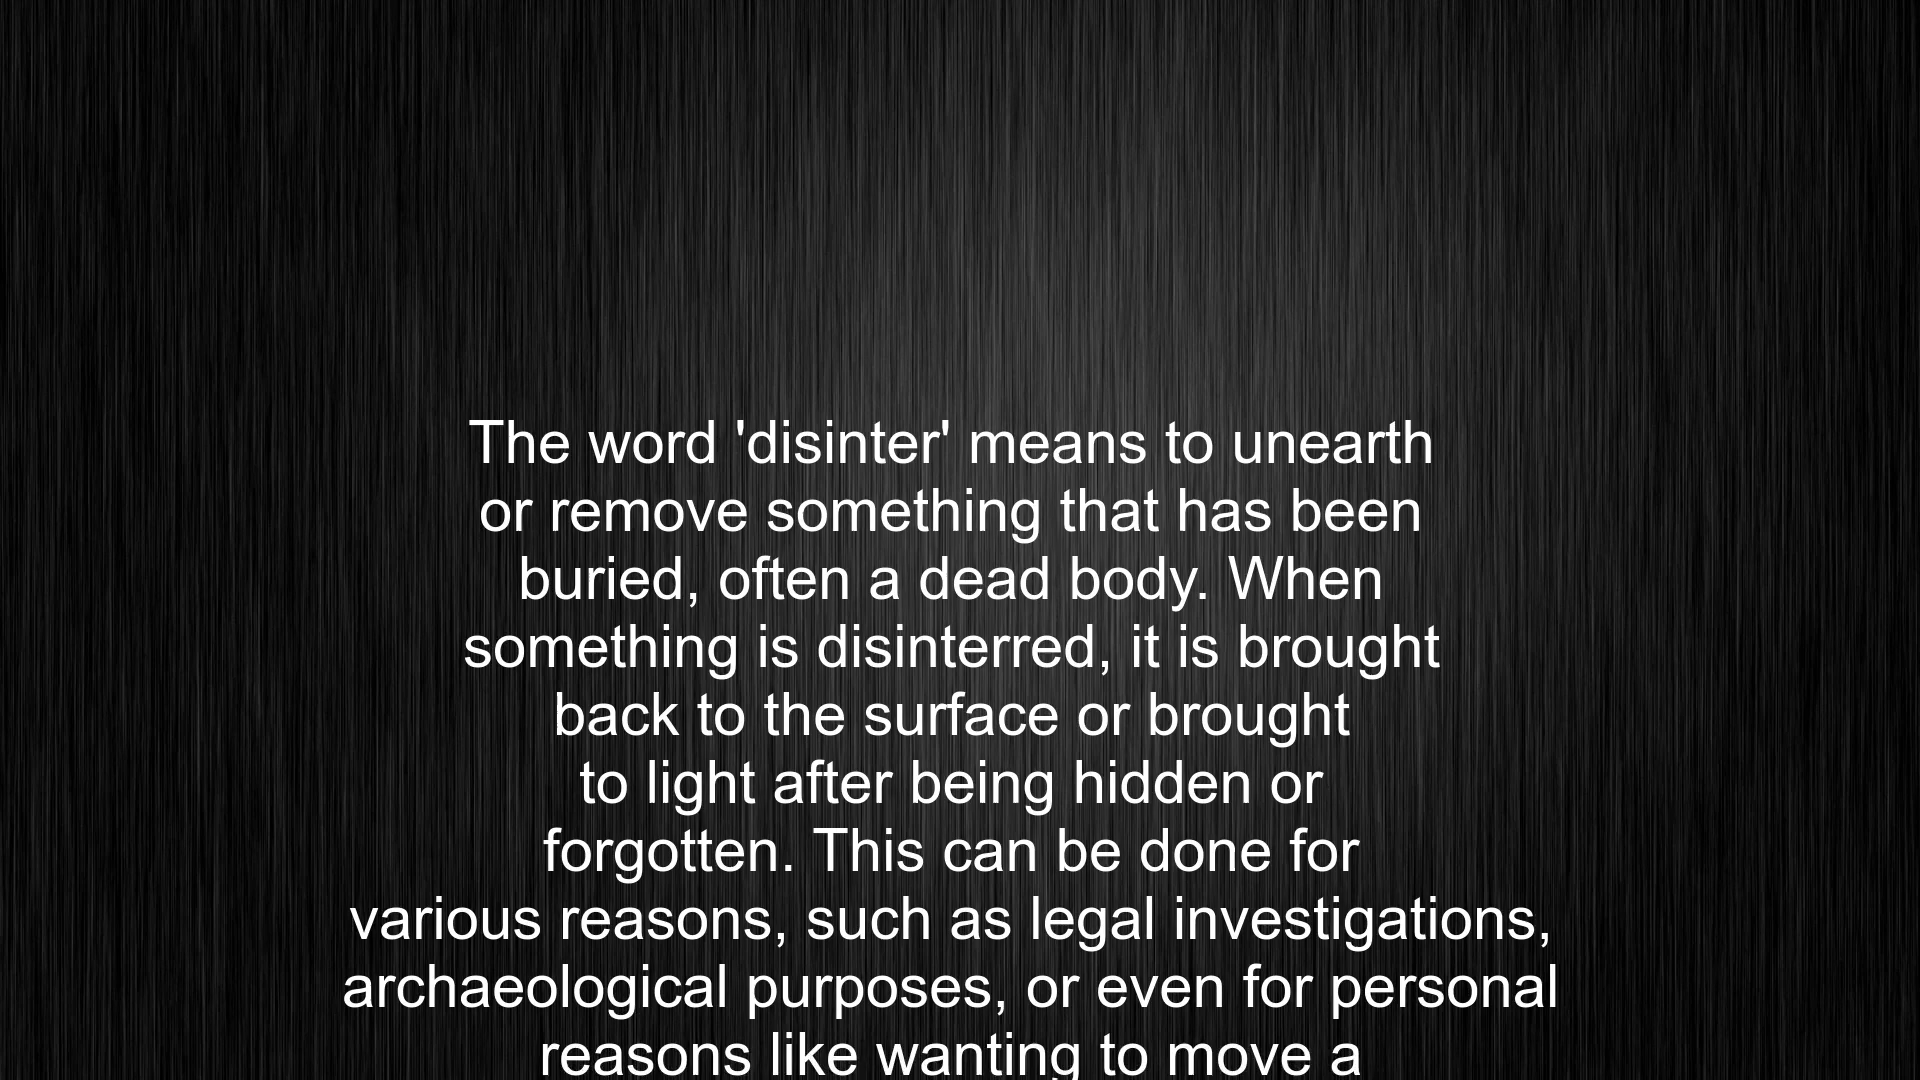 The word 'disinter' means to unearth
or remove something that has been
buried, often a dead body. When
something is disinterred, it is brought
back to the surface or brought
to light after being hidden or
forgotten. This can be done for
various reasons, such as legal investigations,
archaeological purposes, or even for personal
reasons like wanting to move a